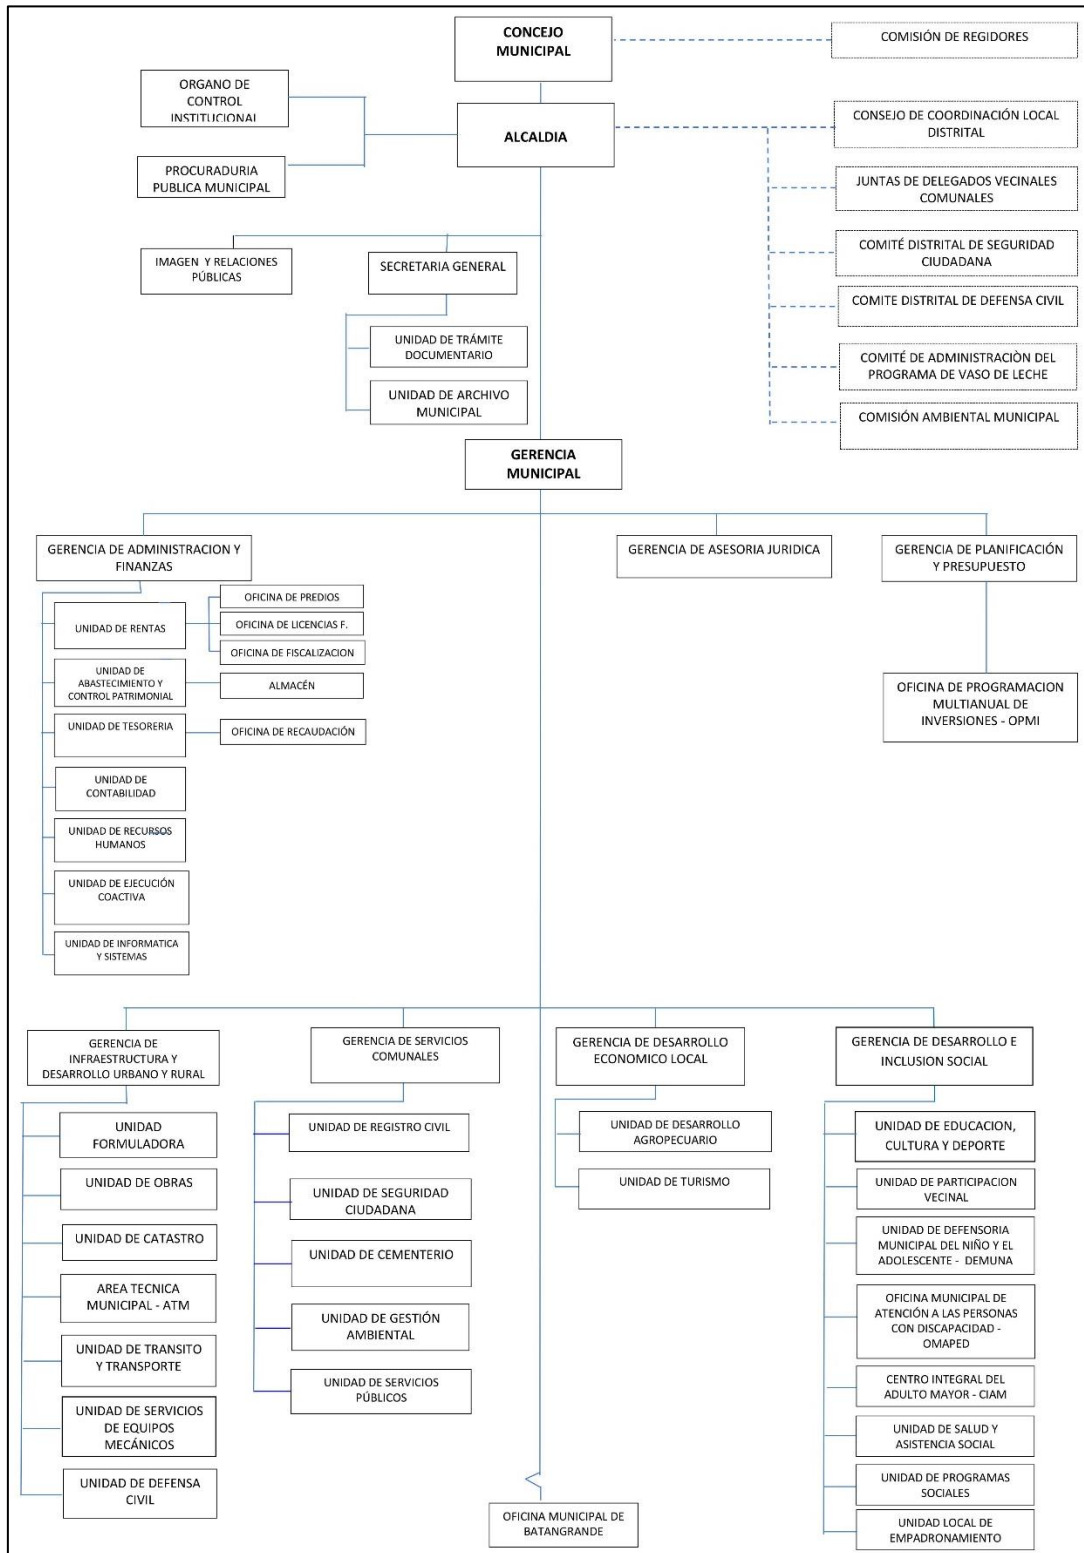 CONCEJO
MUNICIPAL
COMISIÓN DE REGIDORES
ORGANO DE
CONTROL
INSTITUCIONAL
ALCALDIA
CONSEJO DE COORDINACIÓN LOCAL
DISTRITAL
PROCURADURIA
PUBLICA MUNICIPAL
JUNTAS DE DELEGADOS VECINALES
COMUNALES
IMAGEN Y RELACIONES
PÚBLICAS
SECRETARIA GENERAL
COMITÉ DISTRITAL DE SEGURIDAD
CIUDADANA
COMITE DISTRITAL DE DEFENSA CIVIL
UNIDAD DE TRÁMITE
DOCUMENTARIO
COMITÉ DE ADMINISTRACIÒN DEL
PROGRAMA DE VASO DE LECHE
UNIDAD DE ARCHIVO
MUNICIPAL
COMISIÓN AMBIENTAL MUNICIPAL
GERENCIA
MUNICIPAL
GERENCIA DE ADMINISTRACION Y
FINANZAS
GERENCIA DE ASESORIA JURIDICA
GERENCIA DE PLANIFICACIÓN
Y PRESUPUESTO
UNIDAD DE RENTAS
OFICINA DE PREDIOS
OFICINA DE LICENCIAS F.
OFICINA DE FISCALIZACION
UNIDAD DE
ABASTECIMIENTO Y
CONTROL PATRIMONIAL
ALMACÉN
OFICINA DE PROGRAMACION
MULTIANUAL DE
INVERSIONES - OPMI
UNIDAD DE TESORERIA
OFICINA DE RECAUDACIÓN
UNIDAD DE
CONTABILIDAD
UNIDAD DE RECURSOS
HUMANOS
UNIDAD DE EJECUCIÓN
COACTIVA
UNIDAD DE INFORMATICA
Y SISTEMAS
GERENCIA DE
INFRAESTRUCTURA Y
DESARROLLO URBANO Y RURAL
UNIDAD
FORMULADORA
UNIDAD DE OBRAS
UNIDAD DE CATASTRO
AREA TECNICA
MUNICIPAL - ATM
UNIDAD DE TRANSITO
Y TRANSPORTE
UNIDAD DE SERVICIOS
DE EQUIPOS
MECÁNICOS
UNIDAD DE DEFENSA
CIVIL
GERENCIA DE SERVICIOS
COMUNALES
UNIDAD DE REGISTRO CIVIL
UNIDAD DE SEGURIDAD
CIUDADANA
UNIDAD DE CEMENTERIO
UNIDAD DE GESTIÓN
AMBIENTAL
UNIDAD DE SERVICIOS
PÚBLICOS
GERENCIA DE DESARROLLO
ECONOMICO LOCAL
UNIDAD DE DESARROLLO
AGROPECUARIO
UNIDAD DE TURISMO
OFICINA MUNICIPAL DE
BATANGRANDE
GERENCIA DE DESARROLLO E
INCLUSION SOCIAL
UNIDAD DE EDUCACION,
CULTURA Y DEPORTE
UNIDAD DE PARTICIPACION
VECINAL
UNIDAD DE DEFENSORIA
MUNICIPAL DEL NIÑO Y EL
ADOLESCENTE - DEMUNA
OFICINA MUNICIPAL DE
ATENCIÓN A LAS PERSONAS
CON DISCAPACIDAD -
OMAPED
CENTRO INTEGRAL DEL
ADULTO MAYOR - CIAM
UNIDAD DE SALUD Y
ASISTENCIA SOCIAL
UNIDAD DE PROGRAMAS
SOCIALES
UNIDAD LOCAL DE
EMPADRONAMIENTO